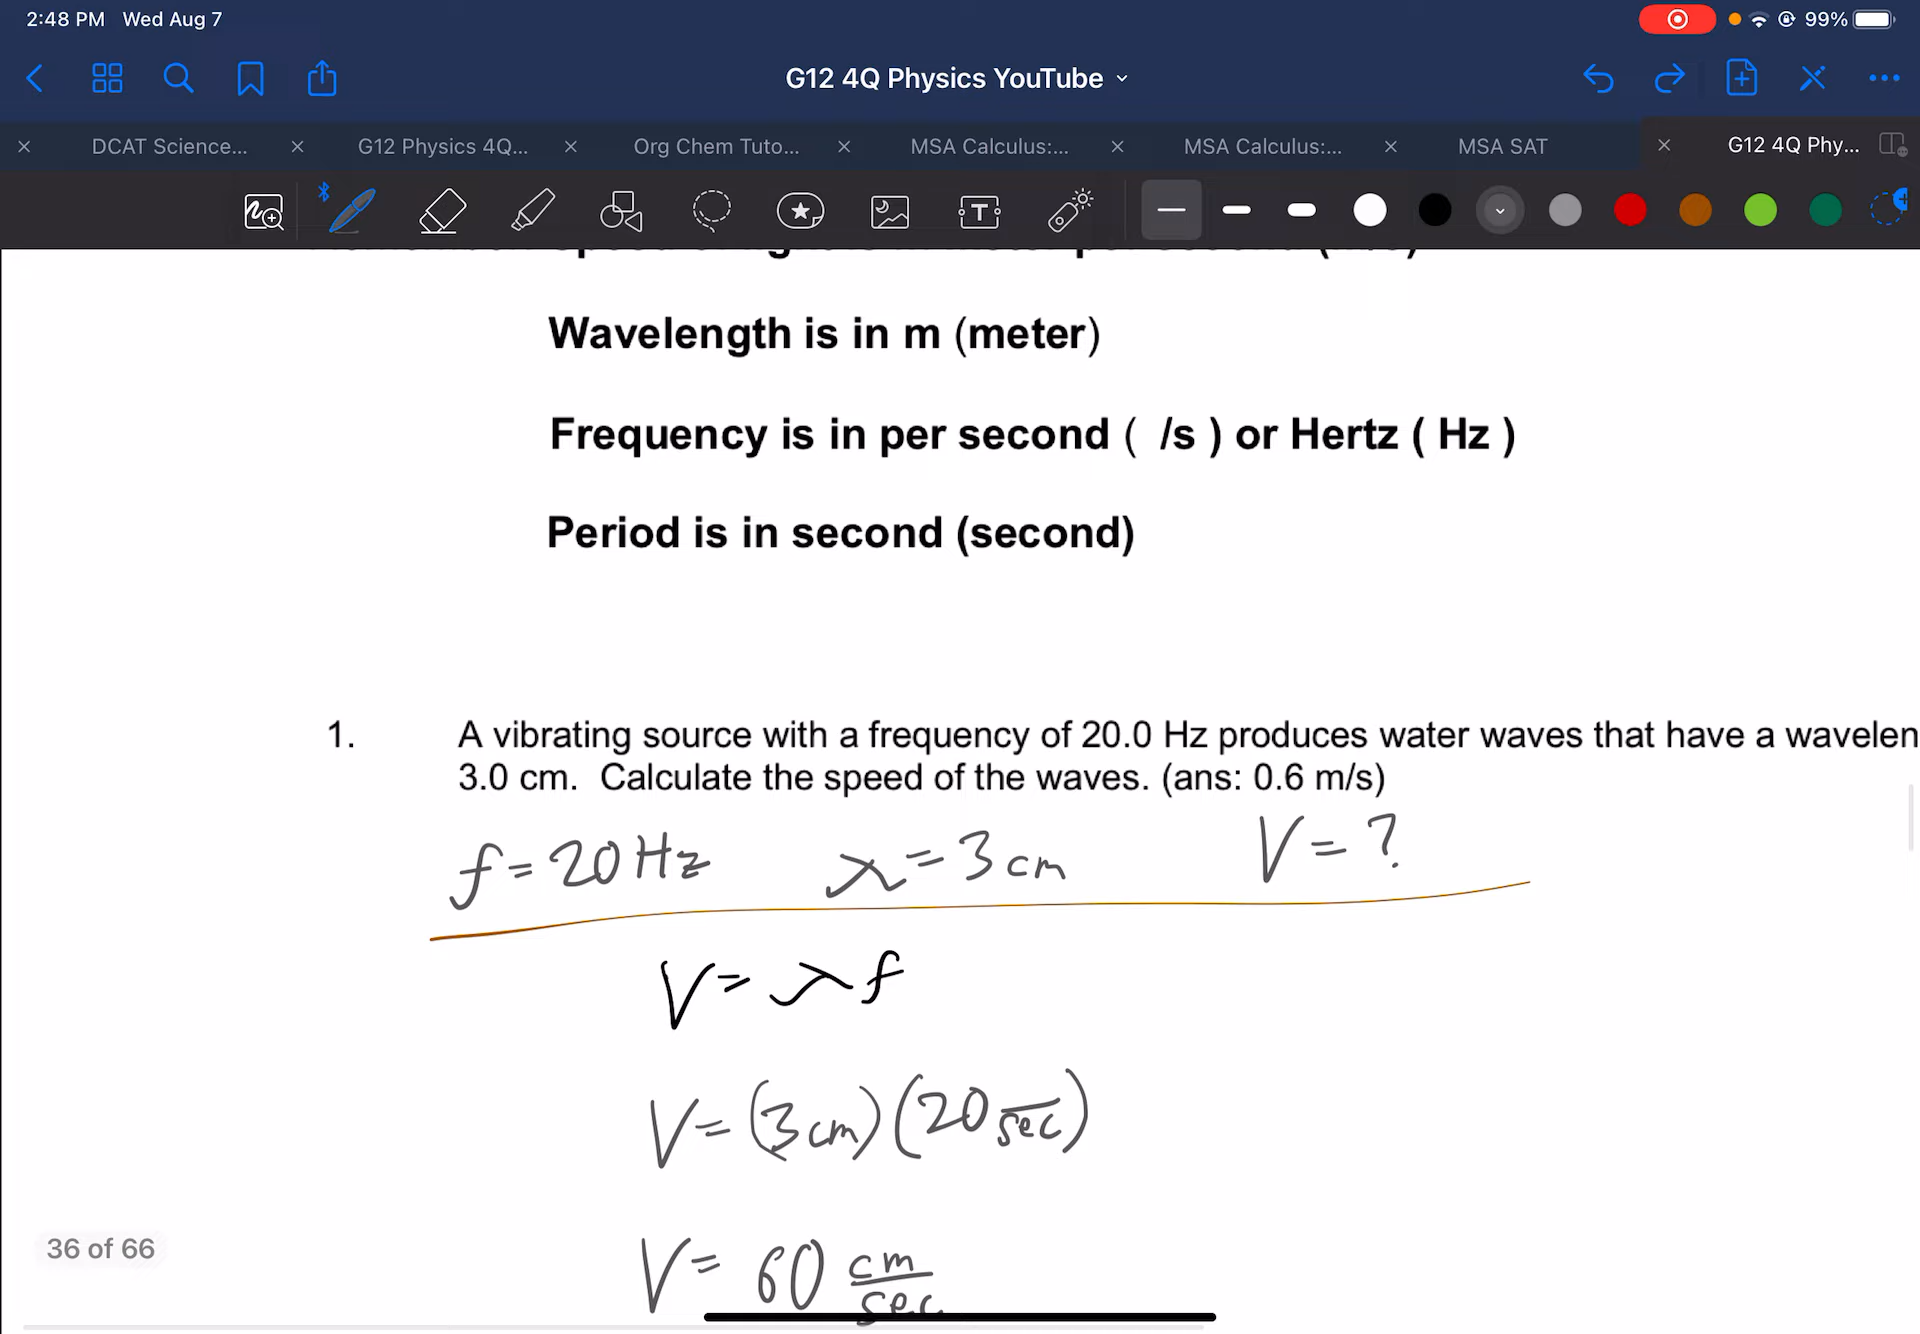 2:48 PM Wed Aug 7
99%
G12 4Q Physics YouTube
DCAT Science...
G12 Physics 4Q...
Org Chem Tuto...
MSA Calculus:...
MSA Calculus:...
MSA SAT
G12 4Q Phy...
Wavelength is in m (meter)
Frequency is in per second ( /s ) or Hertz ( Hz )
Period is in second (second)
1. A vibrating source with a frequency of 20.0 Hz produces water waves that have a wavelen
3.0 cm. Calculate the speed of the waves. (ans: 0.6 m/s)
f = 20 Hz λ = 3 cm V = ?
V = λ f
V = (3 cm) (20 /sec)
V = 60 cm/sec
36 of 66